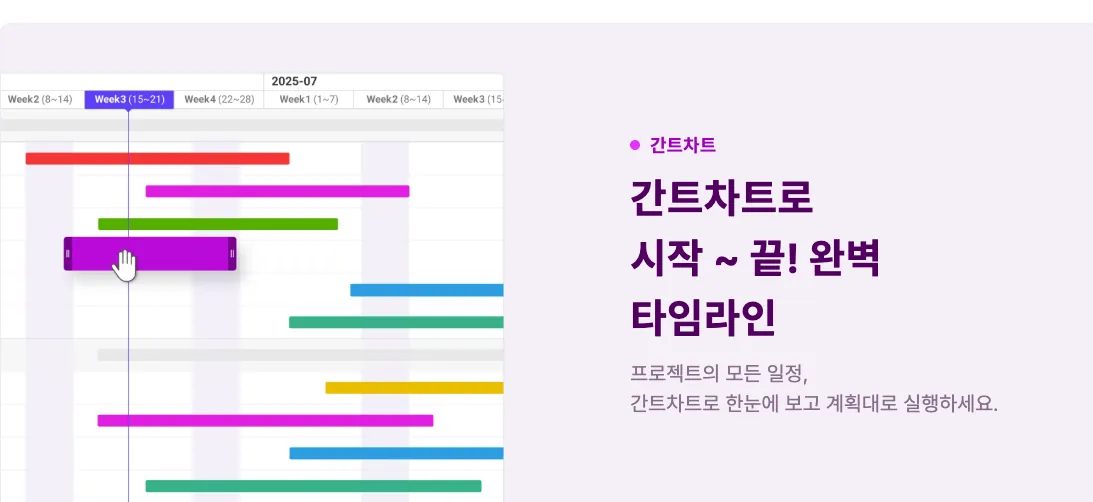 2025-07
Week2 (8~14) Week3 (15~21) Week4 (22~28) Week1 (1~7) Week2 (8~14) Week3 (15-
간트차트
간트차트로
시작 ~ 끝! 완벽
타임라인
프로젝트의 모든 일정,
간트차트로 한눈에 보고 계획대로 실행하세요.